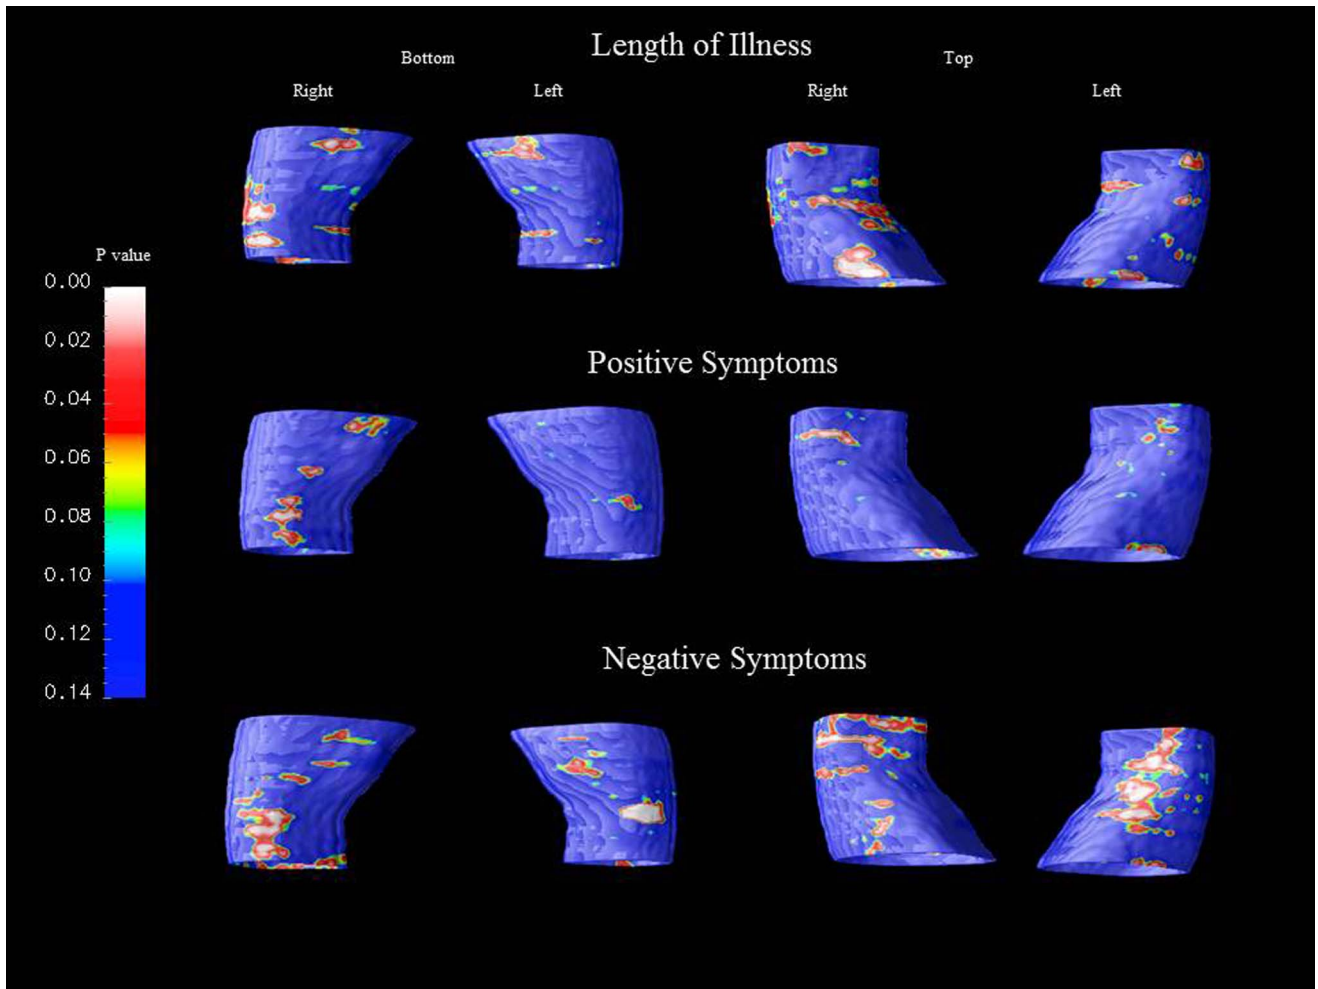 Length of Illness
Bottom
Top
Right
Left
Right
Left
P value
0.00
0.02
0.04
0.06
0.08
0.10
0.12
0.14
Positive Symptoms
Negative Symptoms